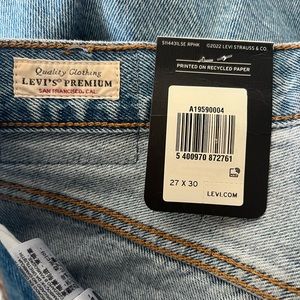 Quality Clothing
LEVI'S® PREMIUM
SAN FRANCISCO, CAL.
©2022 LEVI STRAUSS & CO.
PRINTED ON RECYCLED PAPER
A19590004
5 400970 872761
27 X 30
LEVI.COM